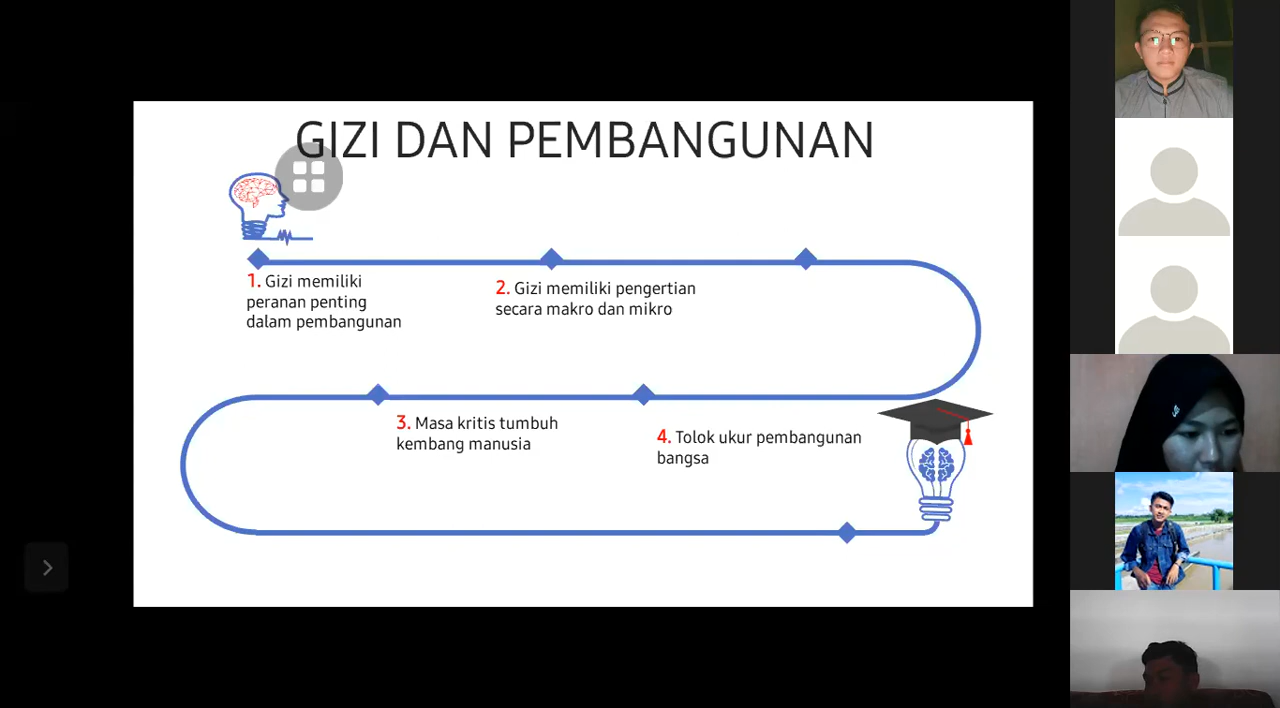 GIZI DAN PEMBANGUNAN
1. Gizi memiliki
peranan penting
dalam pembangunan
2. Gizi memiliki pengertian
secara makro dan mikro
3. Masa kritis tumbuh
kembang manusia
4. Tolok ukur pembangunan
bangsa